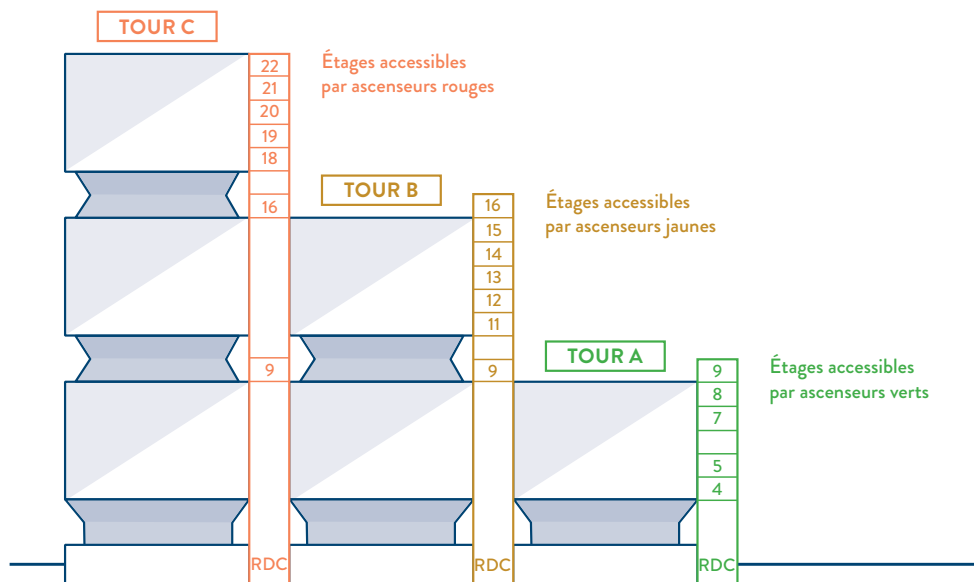 TOUR C
22
21
20
19
18
16
9
RDC
Étages accessibles
par ascenseurs rouges
TOUR B
16
15
14
13
12
11
9
RDC
Étages accessibles
par ascenseurs jaunes
TOUR A
9
8
7
5
4
RDC
Étages accessibles
par ascenseurs verts